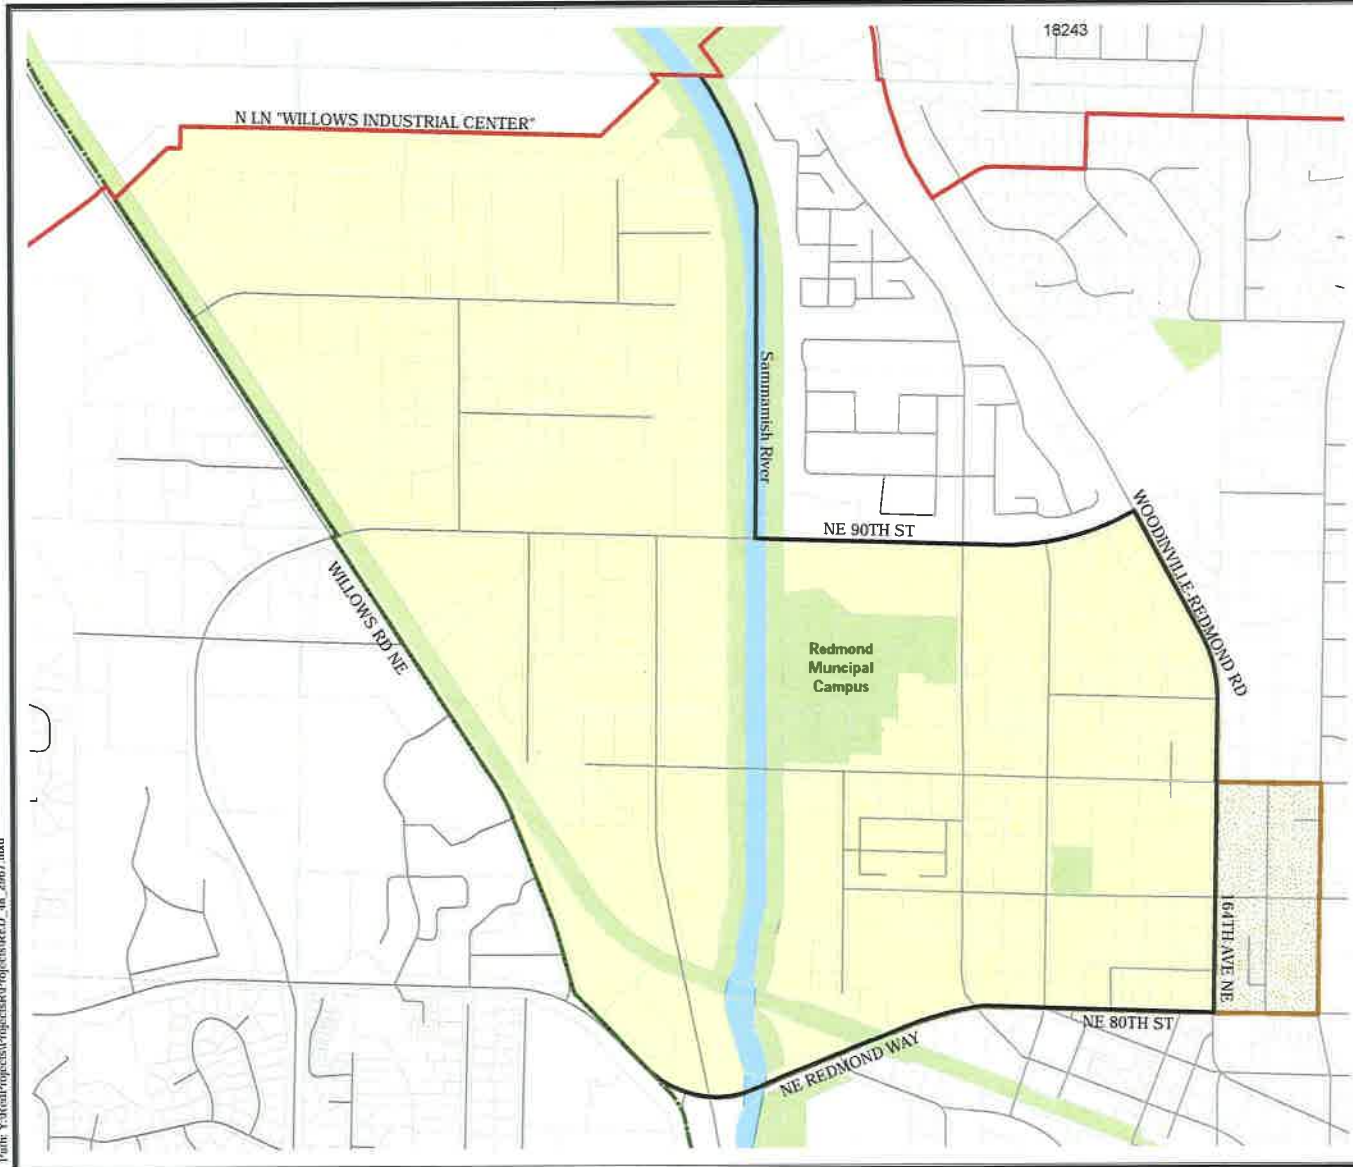 18243
N LN "WILLOWS INDUSTRIAL CENTER"
Sammamish River
NE 90TH ST
WOODINVILLE-REDMOND RD
WILLOWS RD NE
Redmond
Muncipal
Campus
164TH AVE NE
NE 80TH ST
NE REDMOND WAY